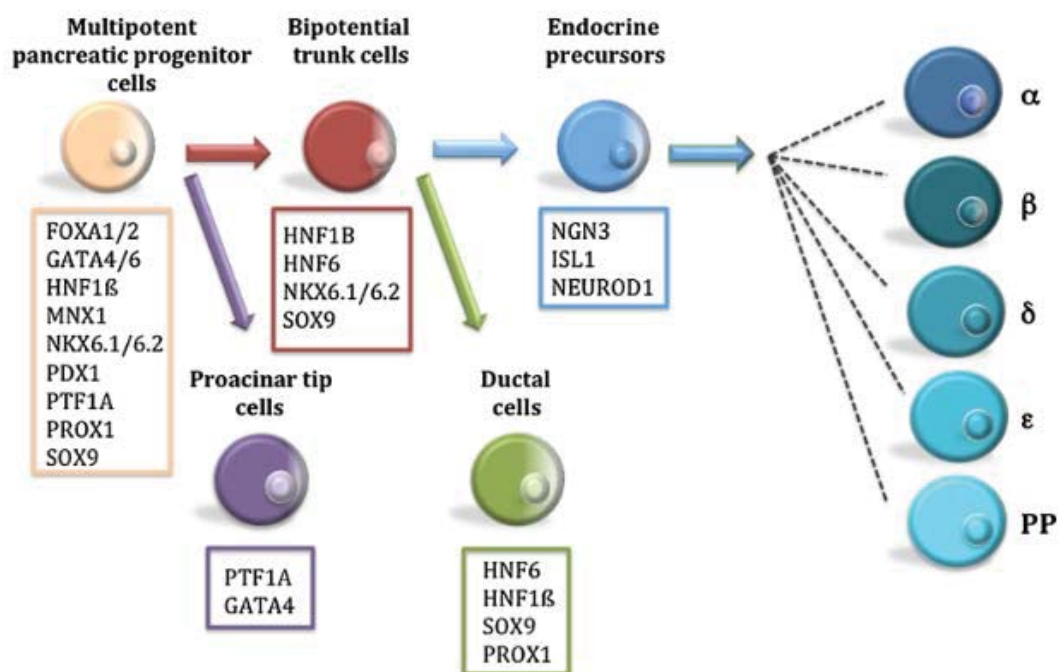 Multipotent
pancreatic progenitor
cells
Bipotential
trunk cells
Endocrine
precursors
FOXA1/2
GATA4/6
HNF1ß
MNX1
NKX6.1/6.2
PDX1
PTF1A
PROX1
SOX9
HNF1B
HNF6
NKX6.1/6.2
SOX9
NGN3
ISL1
NEUROD1
Proacinar tip
cells
Ductal
cells
PTF1A
GATA4
HNF6
HNF1ß
SOX9
PROX1
α
β
δ
ε
PP